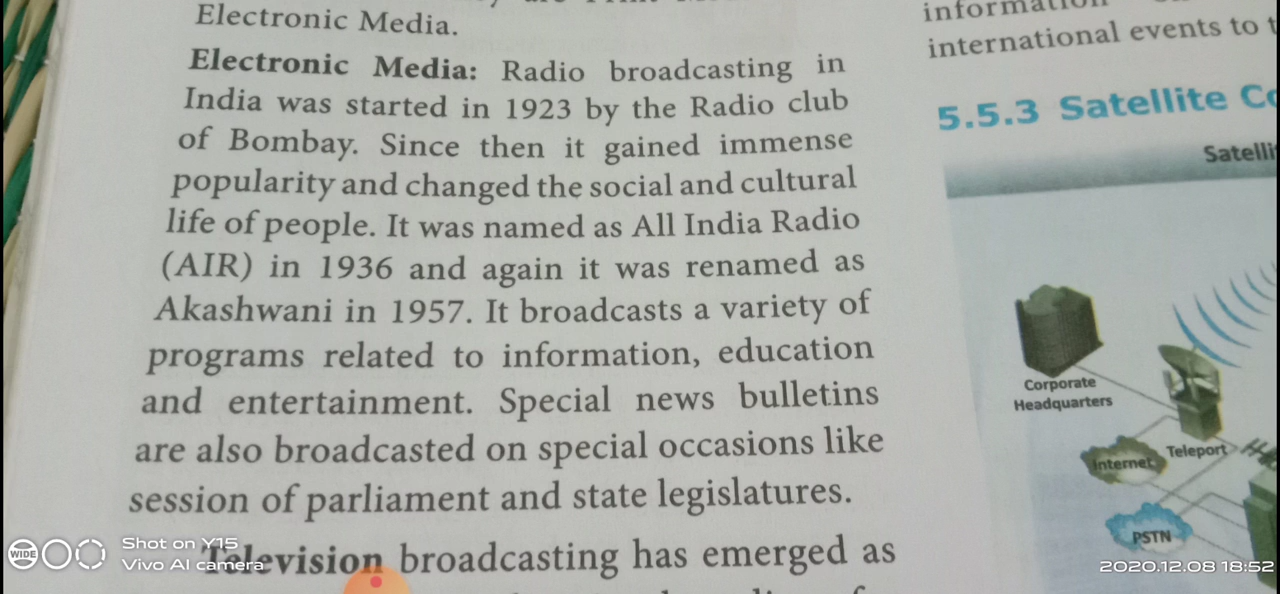 Electronic Media.
Electronic Media: Radio broadcasting in
India was started in 1923 by the Radio club
of Bombay. Since then it gained immense
popularity and changed the social and cultural
life of people. It was named as All India Radio
(AIR) in 1936 and again it was renamed as
Akashwani in 1957. It broadcasts a variety of
programs related to information, education
and entertainment. Special news bulletins
are also broadcasted on special occasions like
session of parliament and state legislatures.
Television broadcasting has emerged as
information
international events to
5.5.3 Satellite
Corporate
Headquarters
Teleport
Internet
PSTN
WIDE
Shot on Y15
Vivo AI camera
2020.12.08 18:52